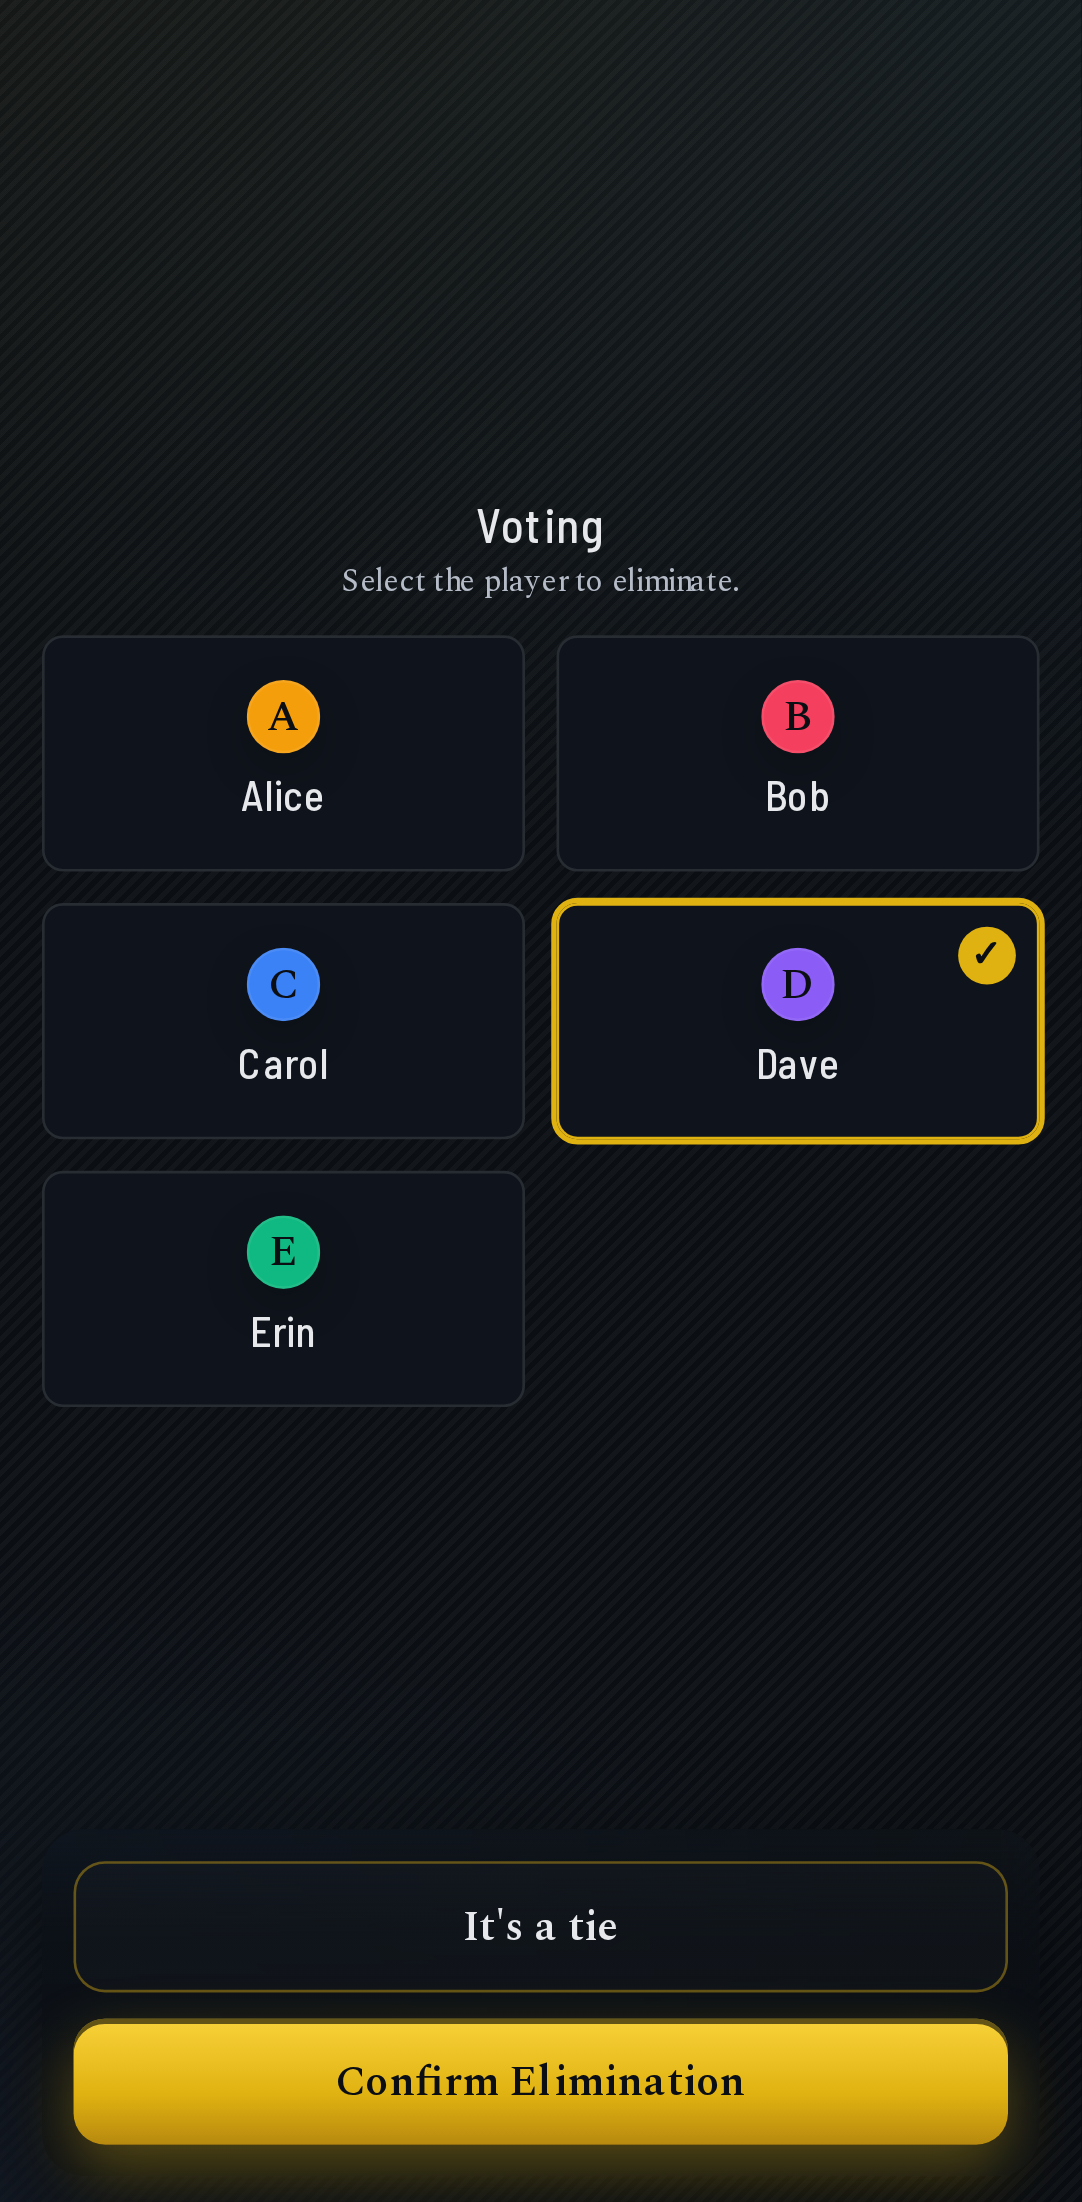 Voting
Select the player to eliminate.
A
Alice
B
Bob
C
Carol
D
✓
Dave
E
Erin
It's a tie
Confirm Elimination